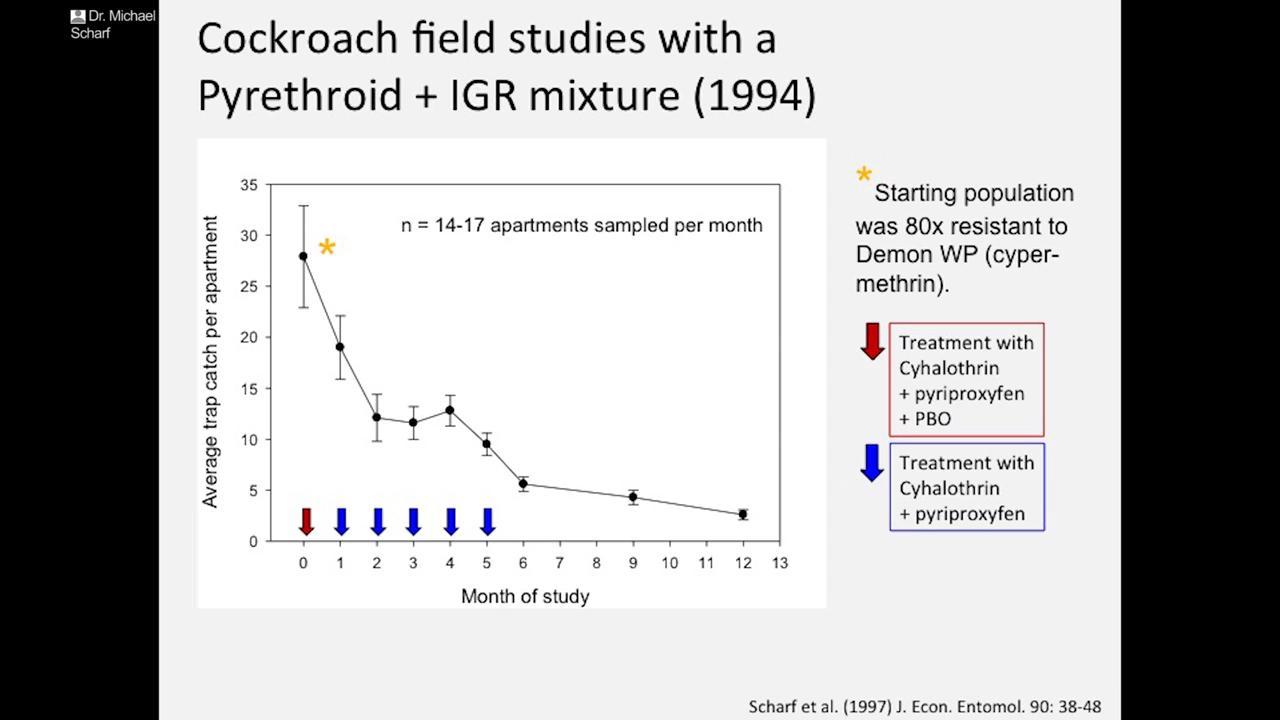 Dr. Michael
Scharf
Cockroach field studies with a
Pyrethroid + IGR mixture (1994)
35
30
25
20
15
10
5
0
Average trap catch per apartment
n = 14-17 apartments sampled per month
*
0 1 2 3 4 5 6 7 8 9 10 11 12 13
Month of study
* Starting population
was 80x resistant to
Demon WP (cyper-
methrin).
Treatment with
Cyhalothrin
+ pyriproxyfen
+ PBO
Treatment with
Cyhalothrin
+ pyriproxyfen
Scharf et al. (1997) J. Econ. Entomol. 90: 38-48